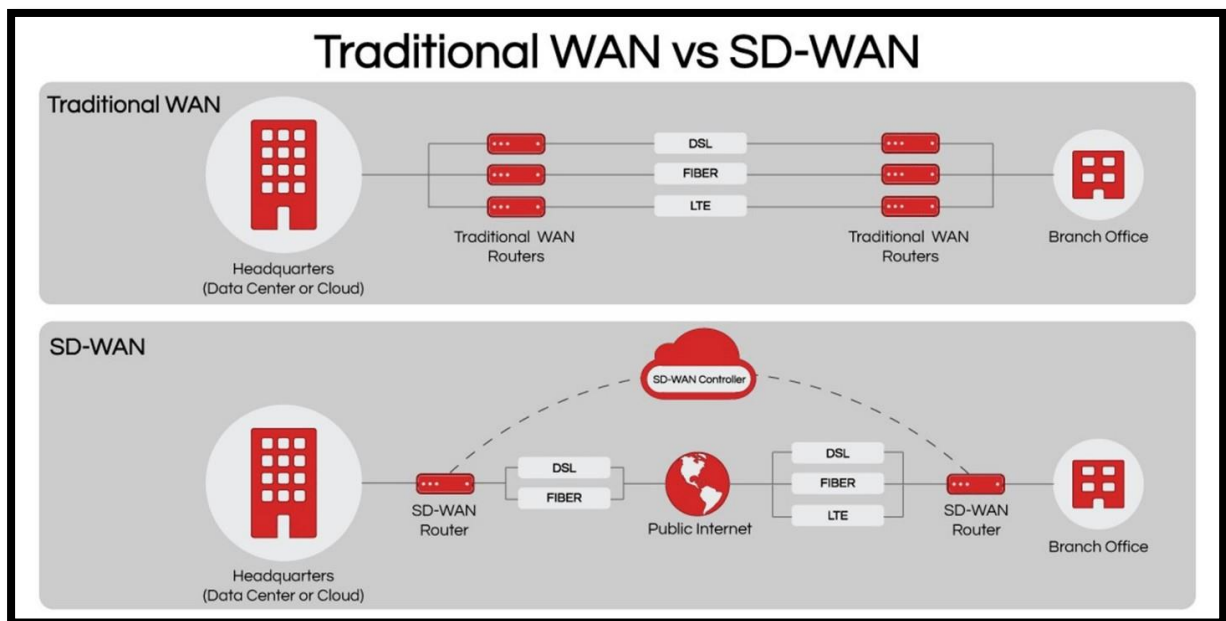 Traditional WAN vs SD-WAN
Traditional WAN
DSL
FIBER
LTE
Traditional WAN
Routers
Traditional WAN
Routers
Branch Office
Headquarters
(Data Center or Cloud)
SD-WAN
SD-WAN Controller
DSL
FIBER
DSL
FIBER
LTE
SD-WAN
Router
Public Internet
SD-WAN
Router
Branch Office
Headquarters
(Data Center or Cloud)